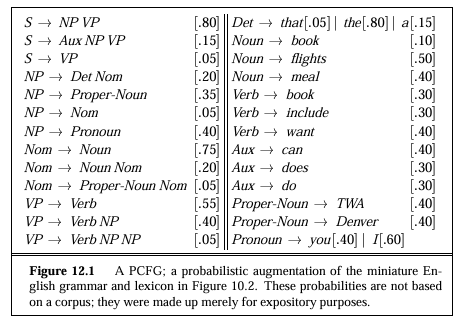 S → NP VP [.80] Det → that[.05] | the[.80] | a[.15]
S → Aux NP VP [.15] Noun → book [.10]
S → VP [.05] Noun → flights [.50]
NP → Det Nom [.20] Noun → meal [.40]
NP → Proper-Noun [.35] Verb → book [.30]
NP → Nom [.05] Verb → include [.30]
NP → Pronoun [.40] Verb → want [.40]
Nom → Noun [.75] Aux → can [.40]
Nom → Noun Nom [.20] Aux → does [.30]
Nom → Proper-Noun Nom [.05] Aux → do [.30]
VP → Verb [.55] Proper-Noun → TWA [.40]
VP → Verb NP [.40] Proper-Noun → Denver [.40]
VP → Verb NP NP [.05] Pronoun → you[.40] | I[.60]
Figure 12.1 A PCFG; a probabilistic augmentation of the miniature En-
glish grammar and lexicon in Figure 10.2. These probabilities are not based
on a corpus; they were made up merely for expository purposes.